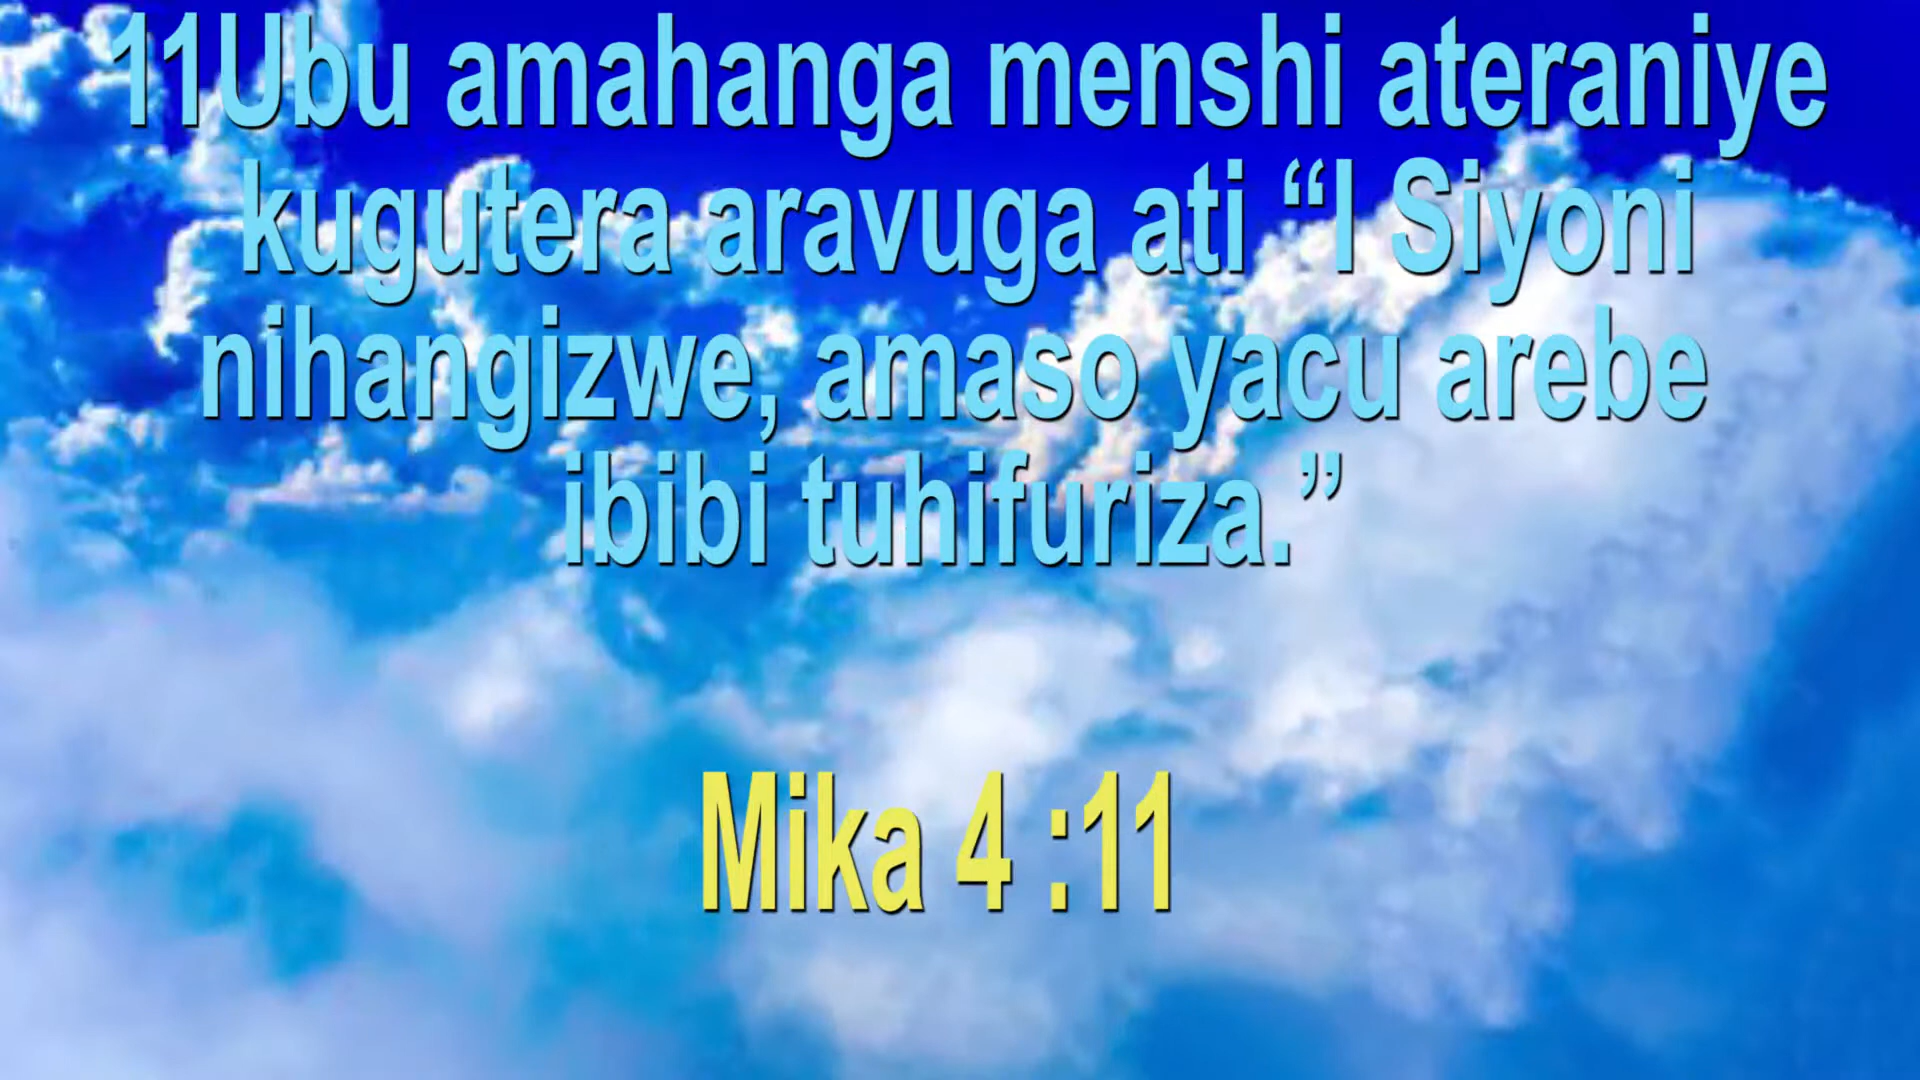 11Ubu amahanga menshi ateraniye
kugutera aravuga ati “I Siyoni
nihangizwe, amaso yacu arebe
ibibi tuhifuriza.”
Mika 4 :11